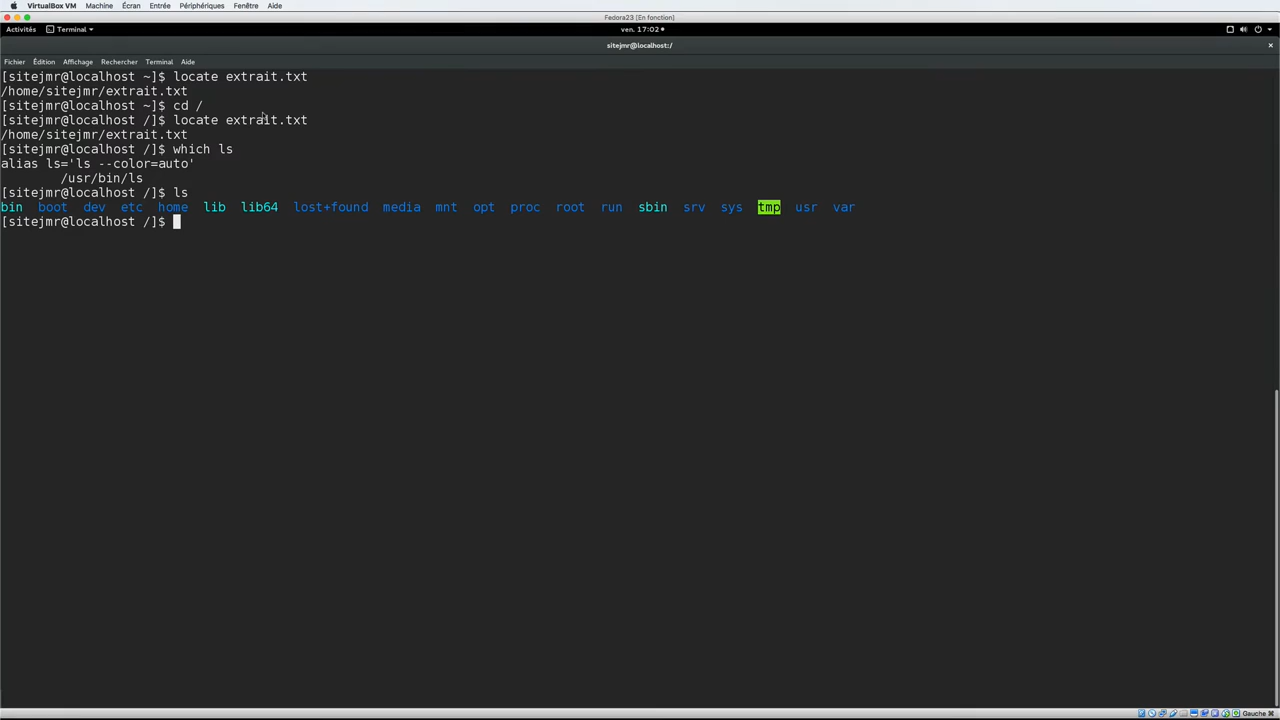 VirtualBox VM Machine Écran Entrée Périphériques Fenêtre Aide
Fedora23 [En fonction]
Activités Terminal ven. 17:02
sitejmr@localhost:/
Fichier Édition Affichage Rechercher Terminal Aide
[sitejmr@localhost ~]$ locate extrait.txt
/home/sitejmr/extrait.txt
[sitejmr@localhost ~]$ cd /
[sitejmr@localhost /]$ locate extrait.txt
/home/sitejmr/extrait.txt
[sitejmr@localhost /]$ which ls
alias ls='ls --color=auto'
/usr/bin/ls
[sitejmr@localhost /]$ ls
bin boot dev etc home lib lib64 lost+found media mnt opt proc root run sbin srv sys tmp usr var
[sitejmr@localhost /]$
Gauche ⌘